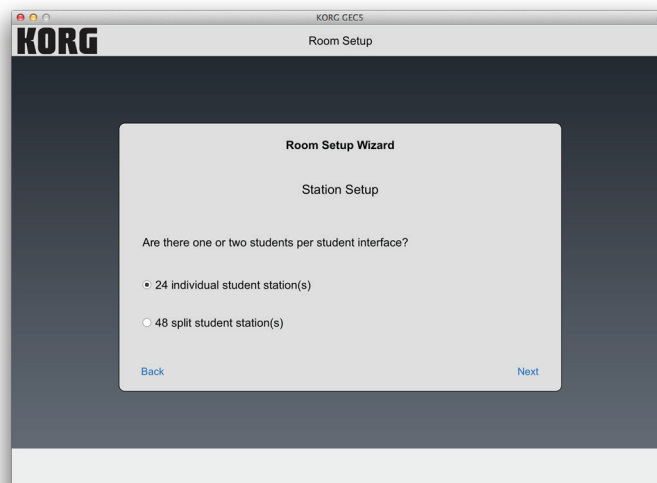 KORG GEC5
KORG
Room Setup
Room Setup Wizard
Station Setup
Are there one or two students per student interface?
24 individual student station(s)
48 split student station(s)
Back
Next